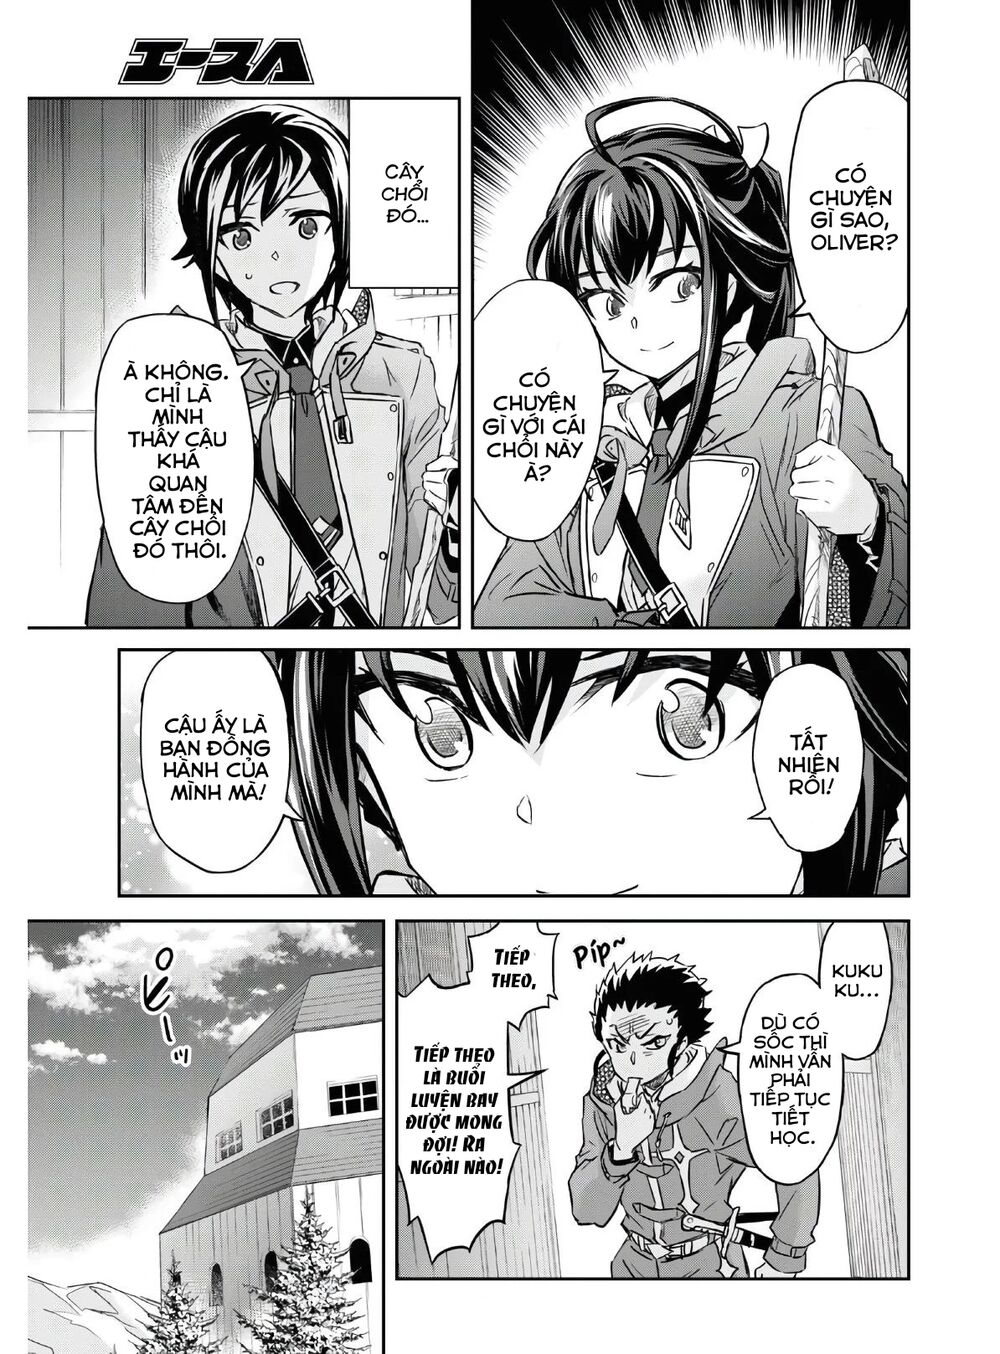 エースA
CÓ
CHUYỆN
GÌ SAO,
OLIVER?
CÓ
CHUYỆN
GÌ VỚI CÁI
CHỔI NÀY
À?
CÂY
CHỔI
ĐÓ...
À KHÔNG.
CHỈ LÀ
MÌNH
THẤY CẬU
KHÁ
QUAN
TÂM ĐẾN
CÂY CHỔI
ĐÓ THÔI.
TẤT
NHIÊN
RỒI!
CẬU ẤY LÀ
BẠN ĐỒNG
HÀNH CỦA
MÌNH MÀ!
KUKU
KU...
DÙ CÓ
SỐC THÌ
MÌNH VẪN
PHẢI
TIẾP TỤC
TIẾT
HỌC.
Píp~
TIẾP
THEO,
TIẾP THEO
LÀ BUỔI
LUYỆN BAY
ĐƯỢC MONG
ĐỢI! RA
NGOÀI NÀO!